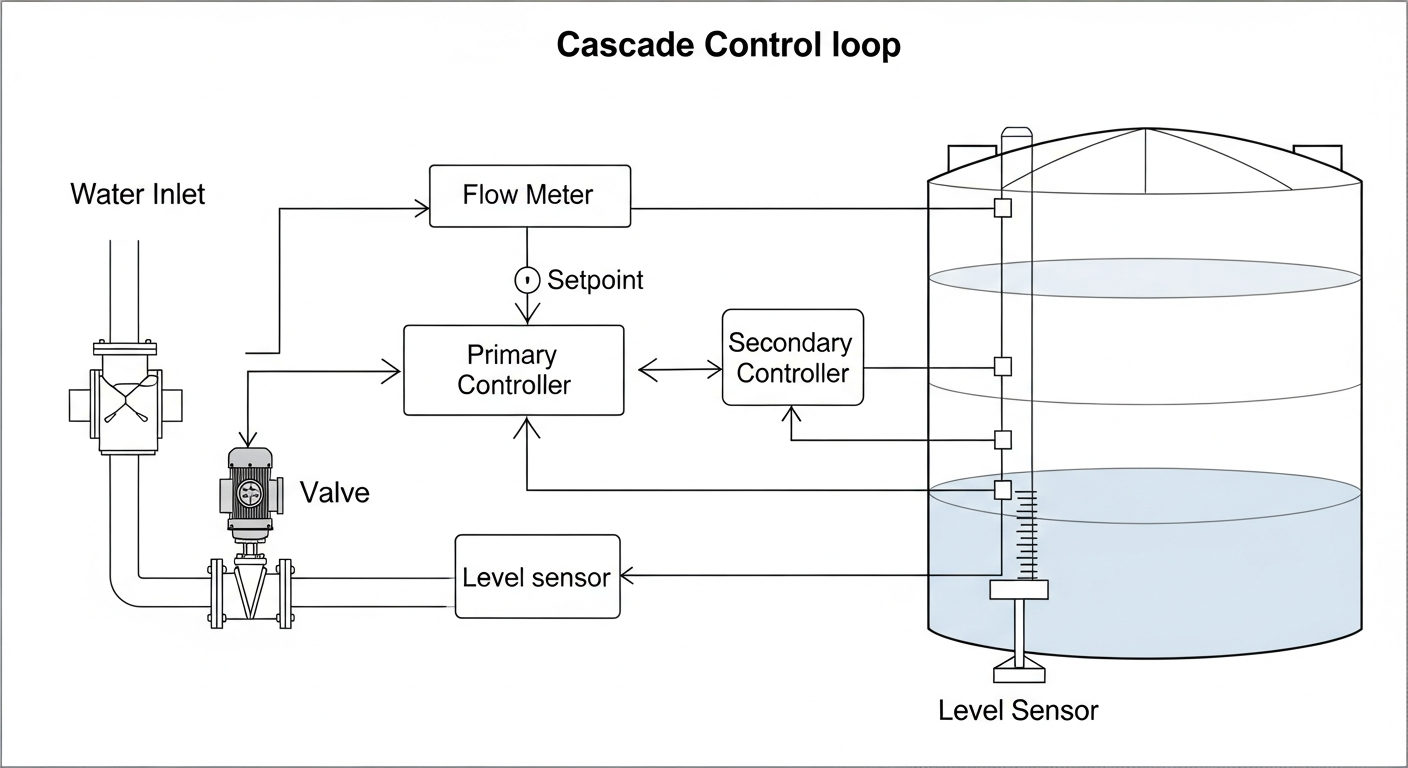 Cascade Control loop
Water Inlet
Flow Meter
Setpoint
Primary
Controller
Secondary
Controller
Valve
Level sensor
Level Sensor